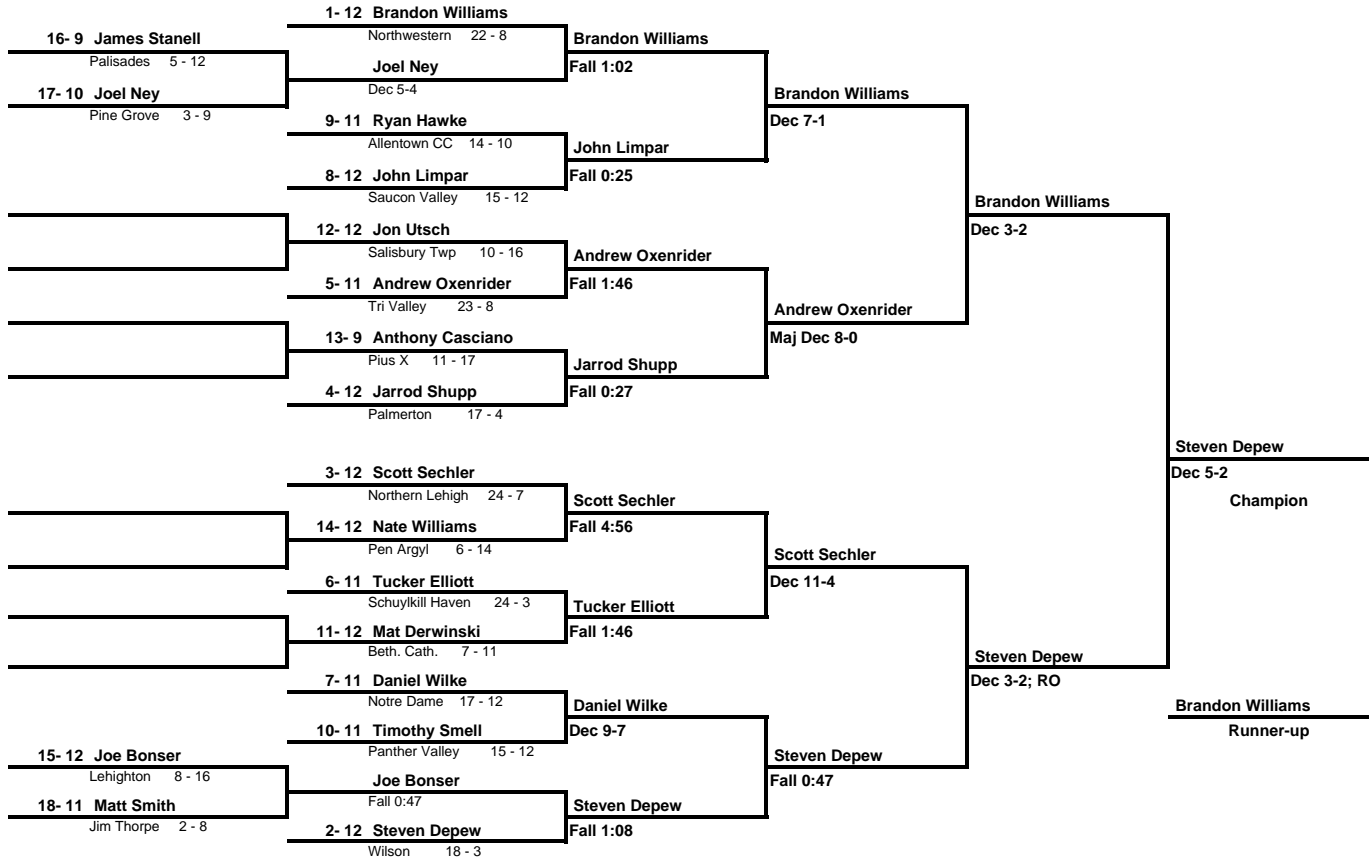 1- 12 Brandon Williams
Northwestern 22 - 8
16- 9 James Stanell
Palisades 5 - 12
Brandon Williams
Fall 1:02
Joel Ney
Dec 5-4
17- 10 Joel Ney
Pine Grove 3 - 9
Brandon Williams
Dec 7-1
9- 11 Ryan Hawke
Allentown CC 14 - 10
John Limpar
Fall 0:25
8- 12 John Limpar
Saucon Valley 15 - 12
Brandon Williams
Dec 3-2
12- 12 Jon Utsch
Salisbury Twp 10 - 16
Andrew Oxenrider
Fall 1:46
5- 11 Andrew Oxenrider
Tri Valley 23 - 8
Andrew Oxenrider
Maj Dec 8-0
13- 9 Anthony Casciano
Pius X 11 - 17
Jarrod Shupp
Fall 0:27
4- 12 Jarrod Shupp
Palmerton 17 - 4
Steven Depew
Dec 5-2
Champion
3- 12 Scott Sechler
Northern Lehigh 24 - 7
Scott Sechler
Fall 4:56
14- 12 Nate Williams
Pen Argyl 6 - 14
Scott Sechler
Dec 11-4
6- 11 Tucker Elliott
Schuylkill Haven 24 - 3
Tucker Elliott
Fall 1:46
11- 12 Mat Derwinski
Beth. Cath. 7 - 11
Steven Depew
Dec 3-2; RO
7- 11 Daniel Wilke
Notre Dame 17 - 12
Daniel Wilke
Dec 9-7
Brandon Williams
Runner-up
10- 11 Timothy Smell
Panther Valley 15 - 12
15- 12 Joe Bonser
Lehighton 8 - 16
Steven Depew
Fall 0:47
Joe Bonser
Fall 0:47
18- 11 Matt Smith
Jim Thorpe 2 - 8
Steven Depew
Fall 1:08
2- 12 Steven Depew
Wilson 18 - 3